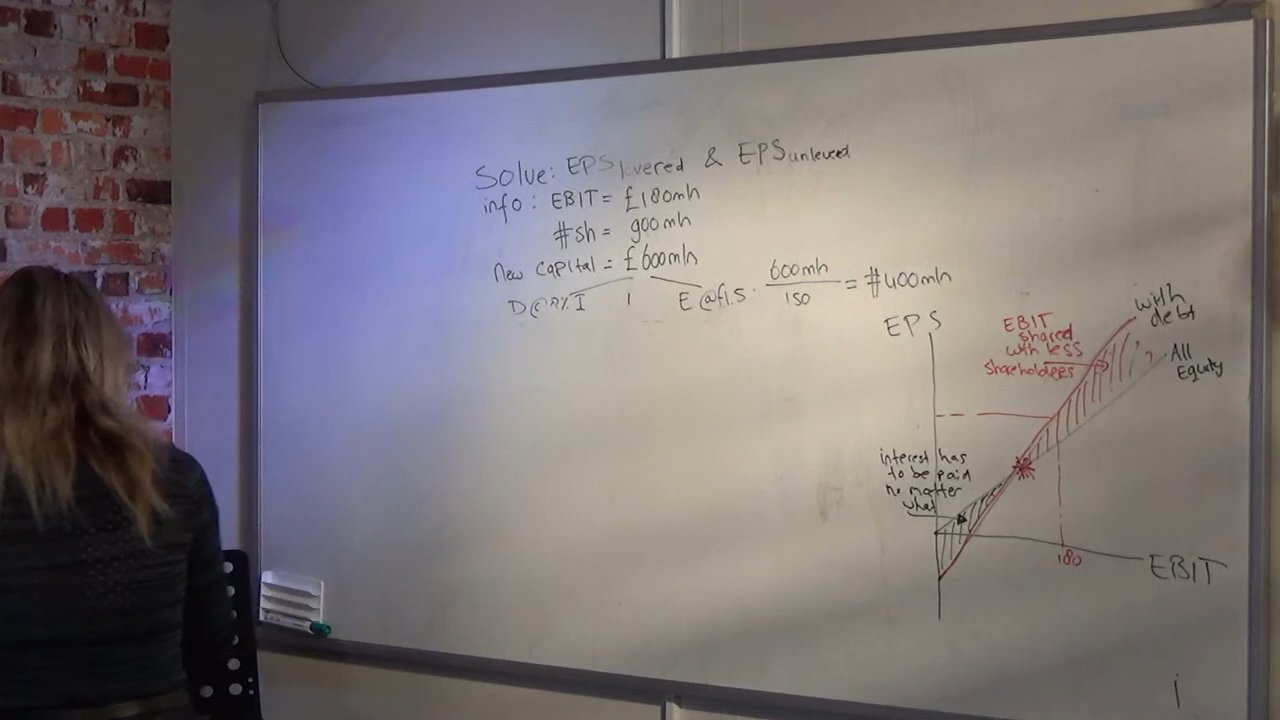 Solve: EPS levered & EPS unlevered
info: EBIT = £180mln
#sh = 900mln
New Capital = £600mln
I E @ £1.5 · 600mln / 150 = #400mln
EPS
EBIT
shared
with less
shareholders
with
debt
All
Equity
interest has
to be paid
no matter
what
180
EBIT